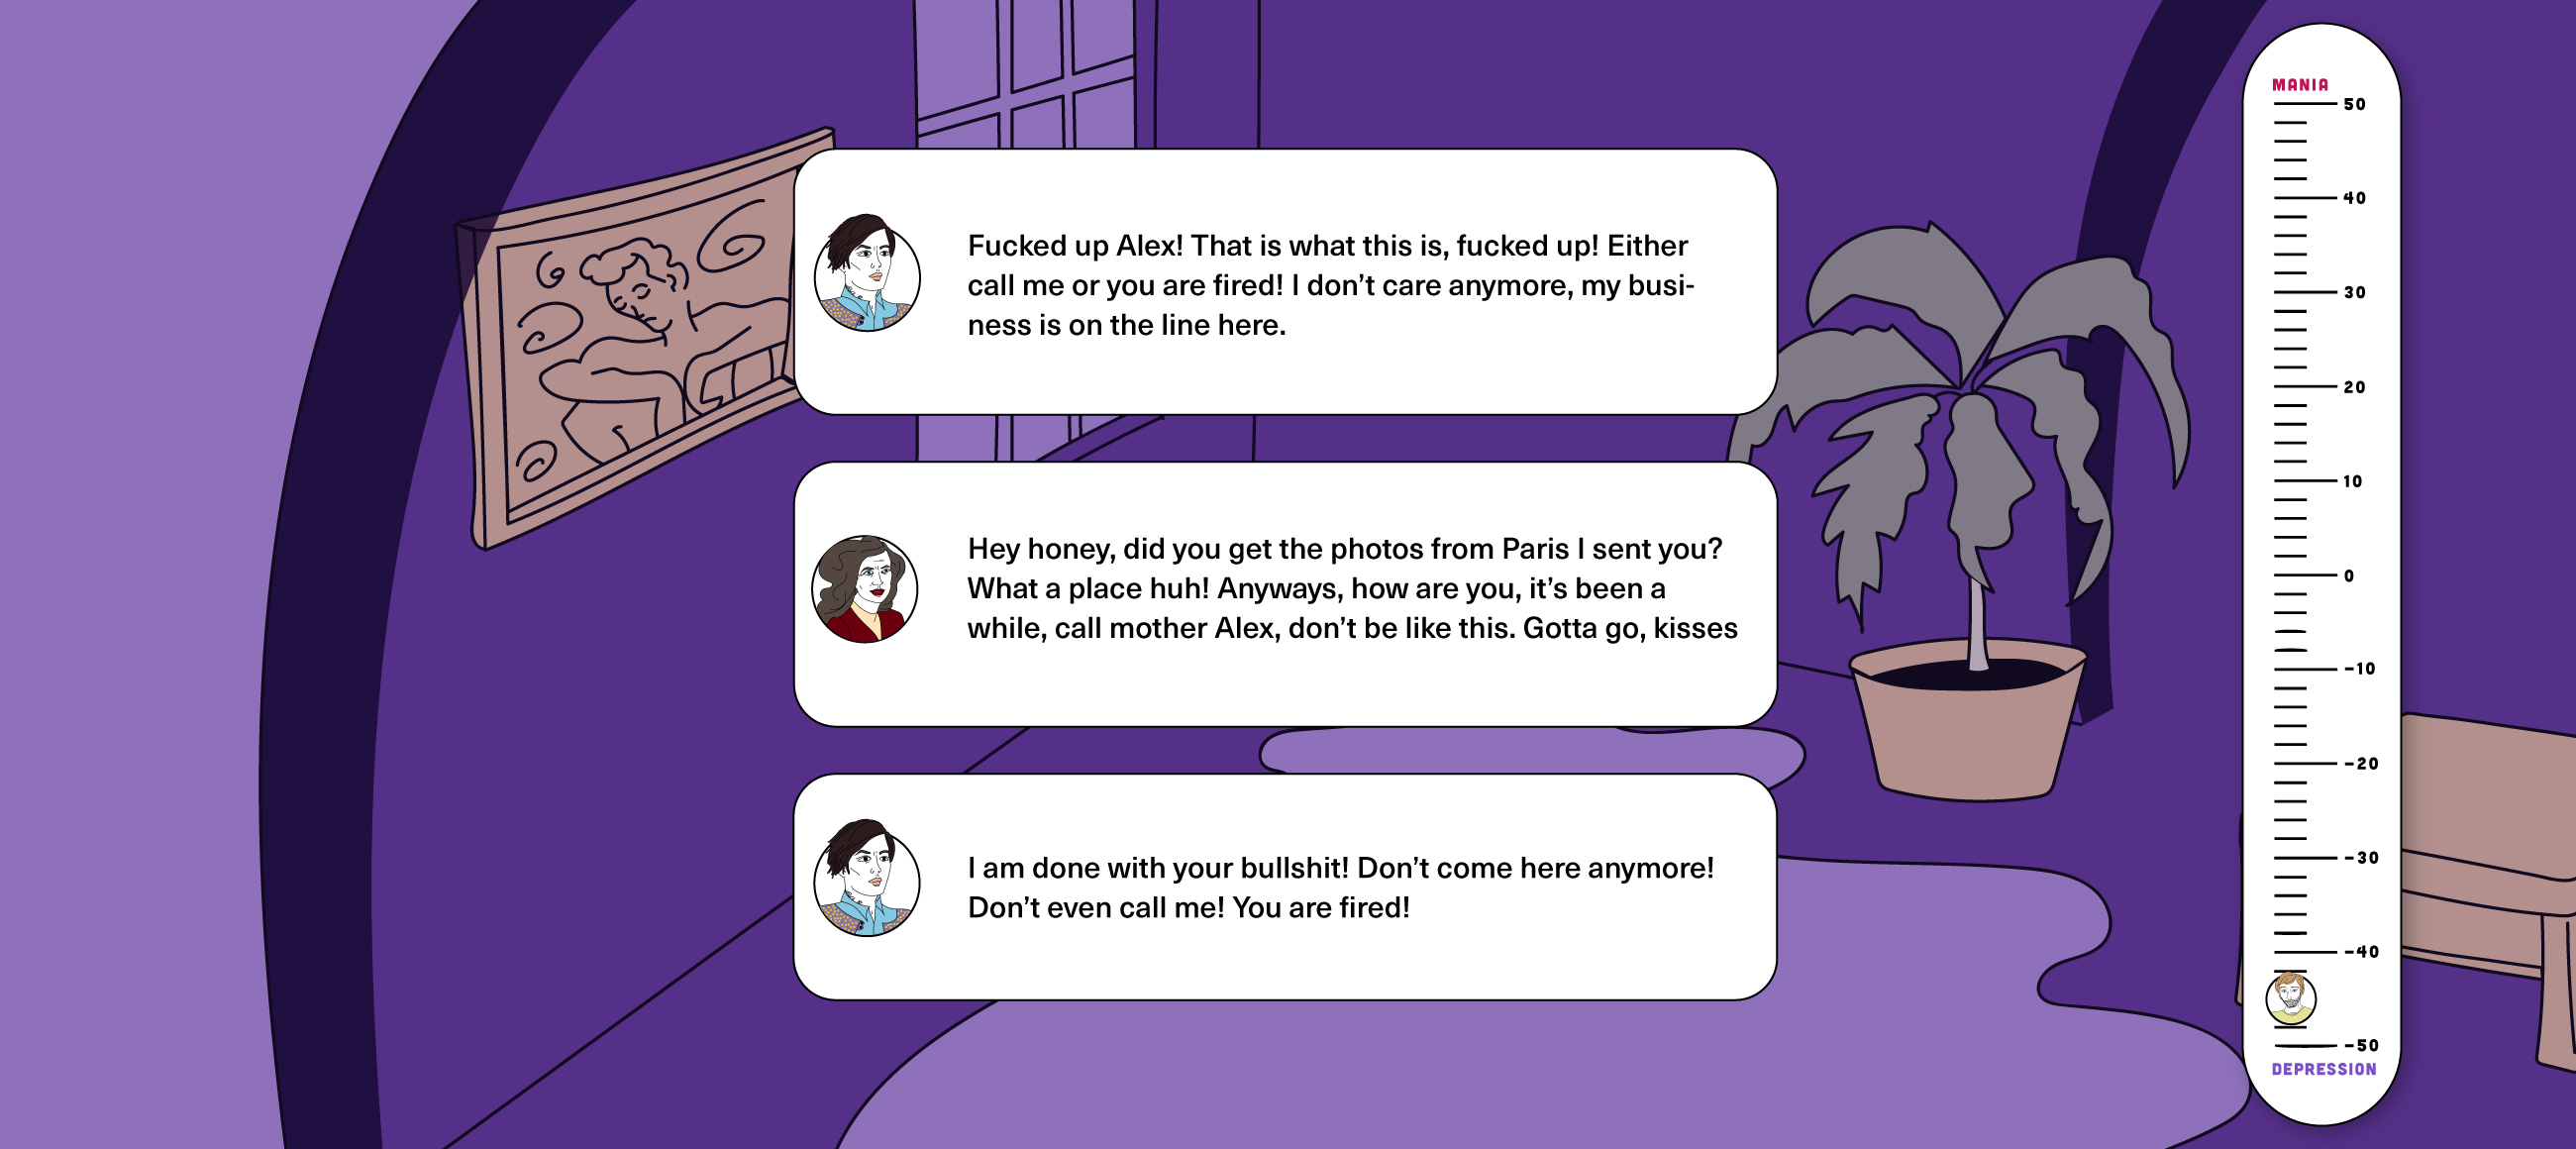 Fucked up Alex! That is what this is, fucked up! Either
call me or you are fired! I don’t care anymore, my busi-
ness is on the line here.
Hey honey, did you get the photos from Paris I sent you?
What a place huh! Anyways, how are you, it’s been a
while, call mother Alex, don’t be like this. Gotta go, kisses
I am done with your bullshit! Don’t come here anymore!
Don’t even call me! You are fired!
MANIA
50
40
30
20
10
0
-10
-20
-30
-40
-50
DEPRESSION